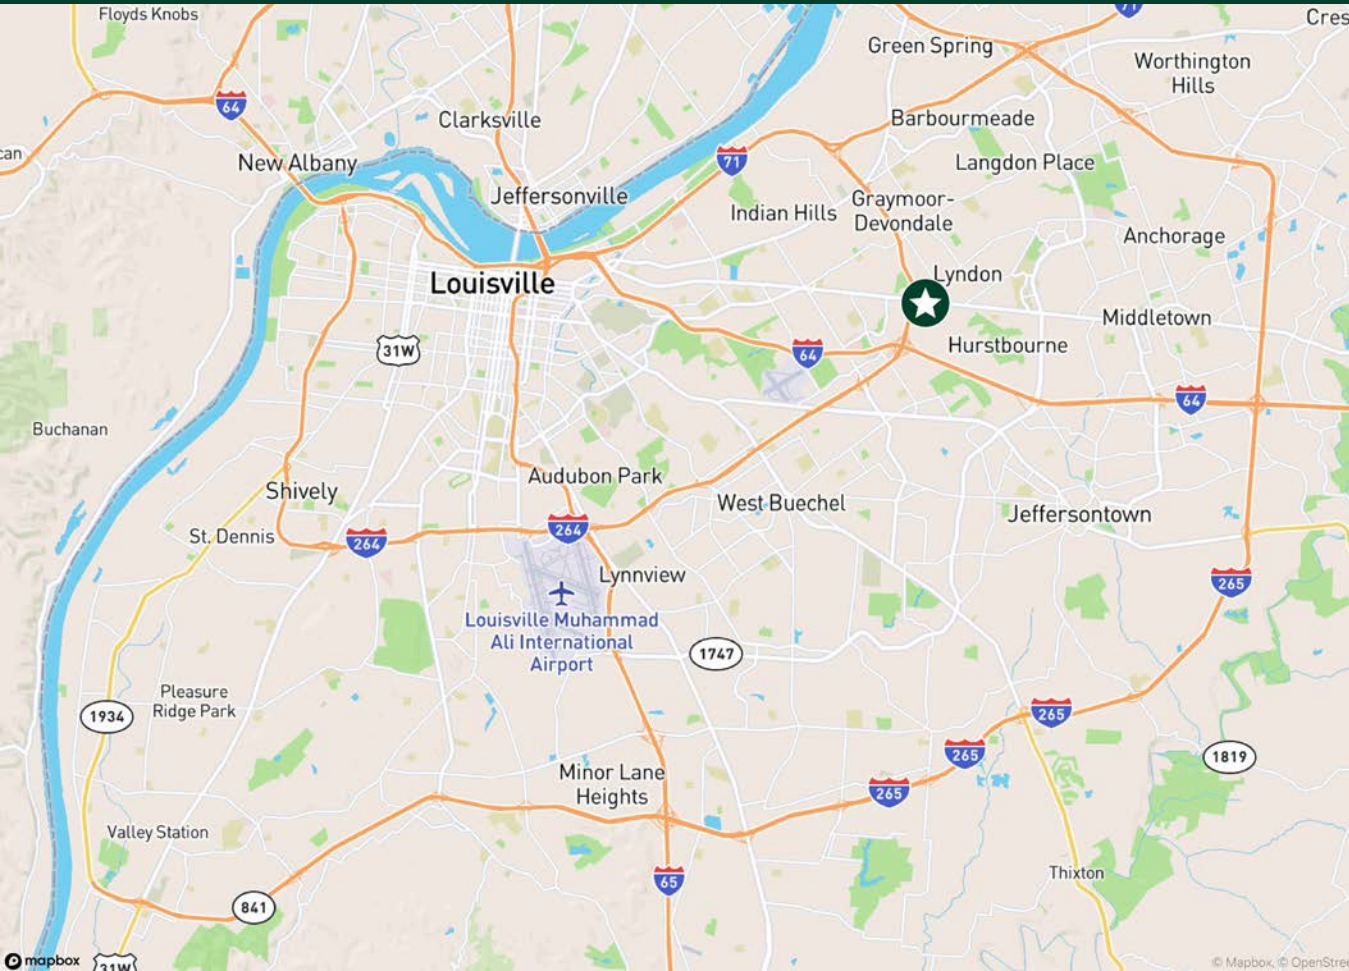 Floyds Knobs
71
Cres
Green Spring
Worthington
Hills
64
Clarksville
Barbourmeade
can
New Albany
71
Langdon Place
Jeffersonville
Indian Hills
Graymoor-
Devondale
Anchorage
Louisville
Lyndon
Middletown
31W
64
Hurstbourne
64
Buchanan
Audubon Park
Shively
West Buechel
Jeffersontown
St. Dennis
264
264
Lynnview
265
Louisville Muhammad
Ali International
Airport
1747
Pleasure
Ridge Park
1934
265
265
1819
Minor Lane
Heights
265
Valley Station
65
Thixton
841
mapbox
31W
© Mapbox, © OpenStree